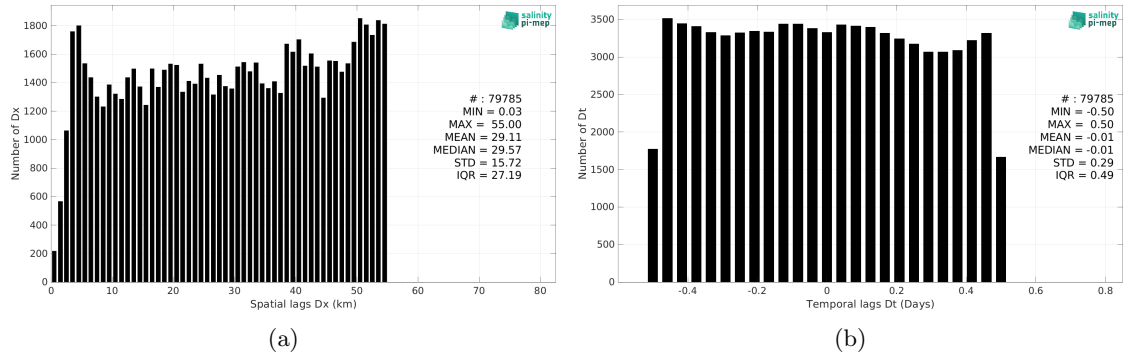 1800
1600
1400
1200
1000
800
600
400
200
0
Number of Dx
0 10 20 30 40 50 60 70 80
Spatial lags Dx (km)
salinity
pi-mep
# : 79785
MIN = 0.03
MAX = 55.00
MEAN = 29.11
MEDIAN = 29.57
STD = 15.72
IQR = 27.19
(a)
3500
3000
2500
2000
1500
1000
500
0
Number of Dt
-0.4 -0.2 0 0.2 0.4 0.6 0.8
Temporal lags Dt (Days)
salinity
pi-mep
# : 79785
MIN = -0.50
MAX = 0.50
MEAN = -0.01
MEDIAN = -0.01
STD = 0.29
IQR = 0.49
(b)